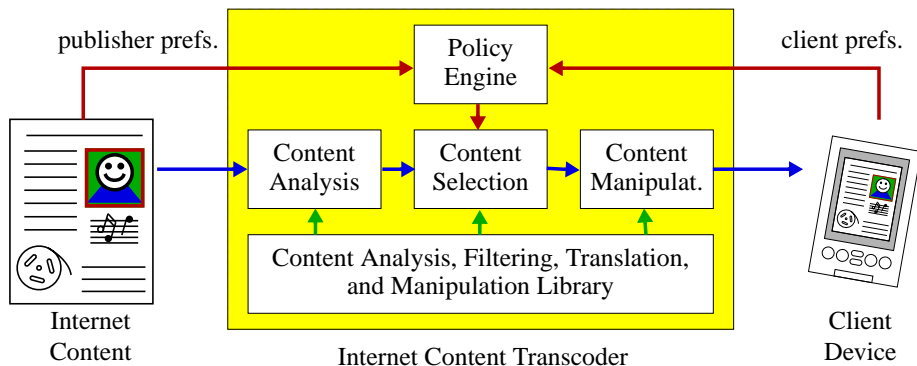 publisher prefs.
Policy
Engine
client prefs.
Content
Analysis
Content
Selection
Content
Manipulat.
Content Analysis, Filtering, Translation,
and Manipulation Library
Internet
Content
Internet Content Transcoder
Client
Device